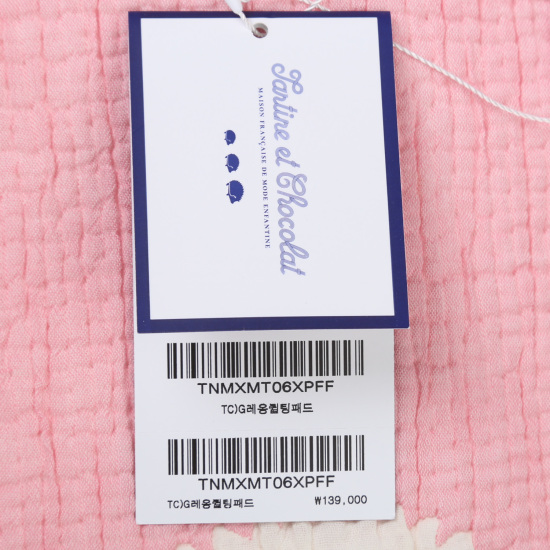 Tartine et Chocolat
MAISON FRANÇAISE DE MODE ENFANTINE
TNMXMT06XPFF
TC)G레옹퀼팅패드
TNMXMT06XPFF
TC)G레옹퀼팅패드 ₩139,000